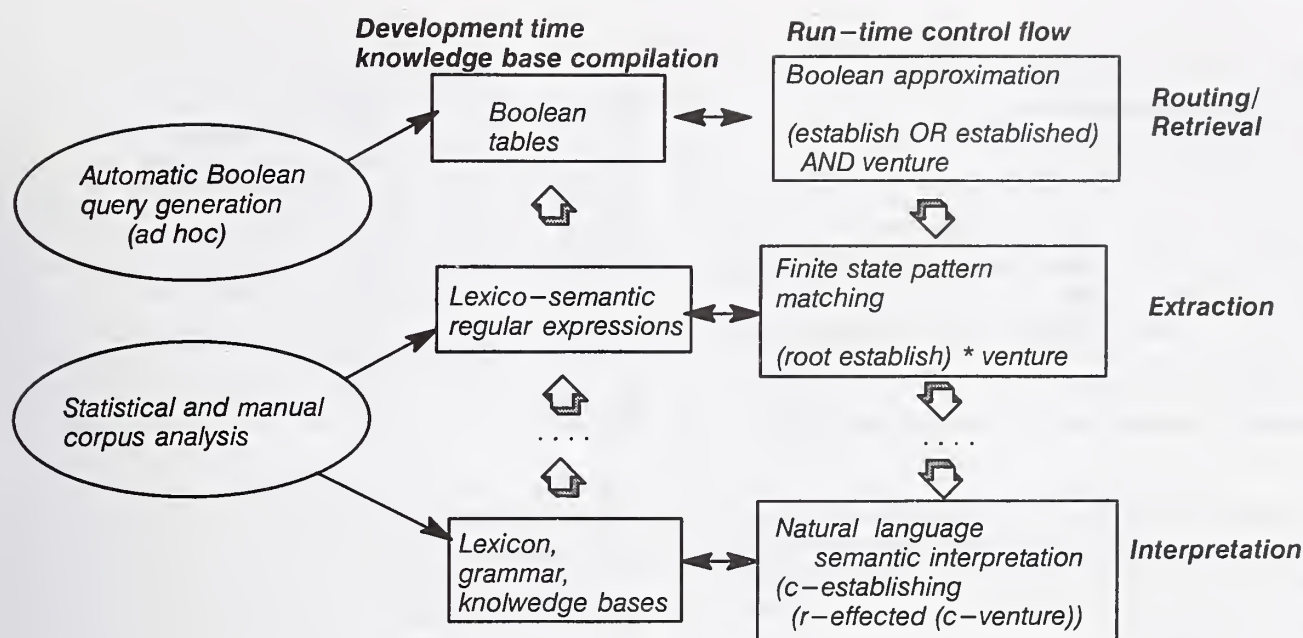 Development time
knowledge base compilation
Run-time control flow
Boolean
tables
Boolean approximation
(establish OR established)
AND venture
Routing/
Retrieval
Automatic Boolean
query generation
(ad hoc)
Lexico-semantic
regular expressions
Finite state pattern
matching
(root establish) * venture
Extraction
Statistical and manual
corpus analysis
. . . .
. . . .
Lexicon,
grammar,
knolwedge bases
Natural language
semantic interpretation
(c-establishing
(r-effected (c-venture))
Interpretation